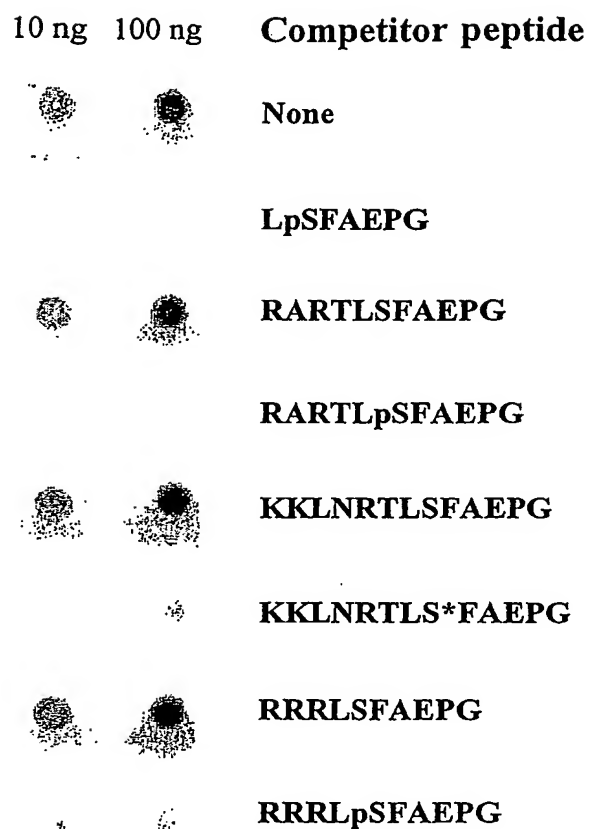 10 ng 100 ng Competitor peptide
None
LpSFAEPG
RARTLSFAEPG
RARTLpSFAEPG
KKLNRTLSFAEPG
KKLNRTLS*FAEPG
RRRLSFAEPG
RRRLpSFAEPG